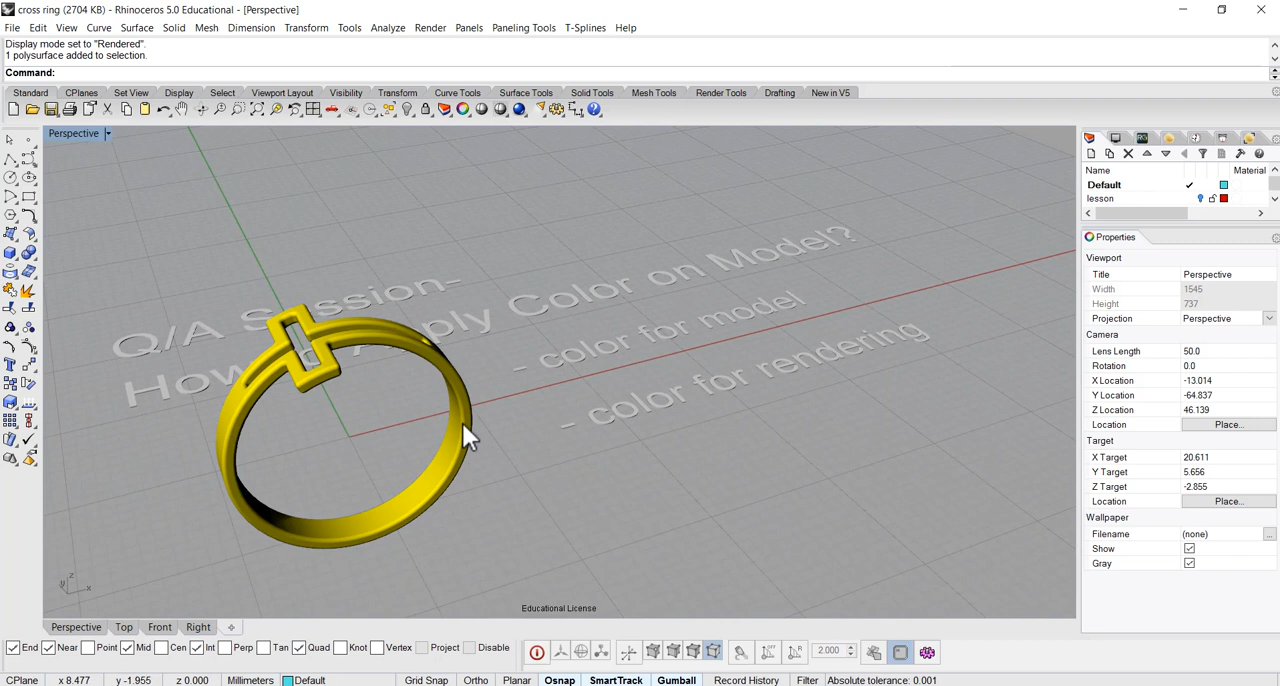 cross ring (2704 KB) - Rhinoceros 5.0 Educational - [Perspective]
File Edit View Curve Surface Solid Mesh Dimension Transform Tools Analyze Render Panels Paneling Tools T-Splines Help
Display mode set to "Rendered".
1 polysurface added to selection.
Command:
Standard CPlanes Set View Display Select Viewport Layout Visibility Transform Curve Tools Surface Tools Solid Tools Mesh Tools Render Tools Drafting New in V5
Perspective
Q/A Session-
How Apply Color on Model?
- color for model
- color for rendering
Educational License
z
y x
Name Material
Default
lesson
Properties
Viewport
Title Perspective
Width 1545
Height 737
Projection Perspective
Camera
Lens Length 50.0
Rotation 0.0
X Location -13.014
Y Location -64.837
Z Location 46.139
Location Place...
Target
X Target 20.611
Y Target 5.656
Z Target -2.855
Location Place...
Wallpaper
Filename (none) ...
Show
Gray
Perspective Top Front Right
End Near Point Mid Cen Int Perp Tan Quad Knot Vertex Project Disable 2.000
CPlane x 8.477 y -1.955 z 0.000 Millimeters Default Grid Snap Ortho Planar Osnap SmartTrack Gumball Record History Filter Absolute tolerance: 0.001